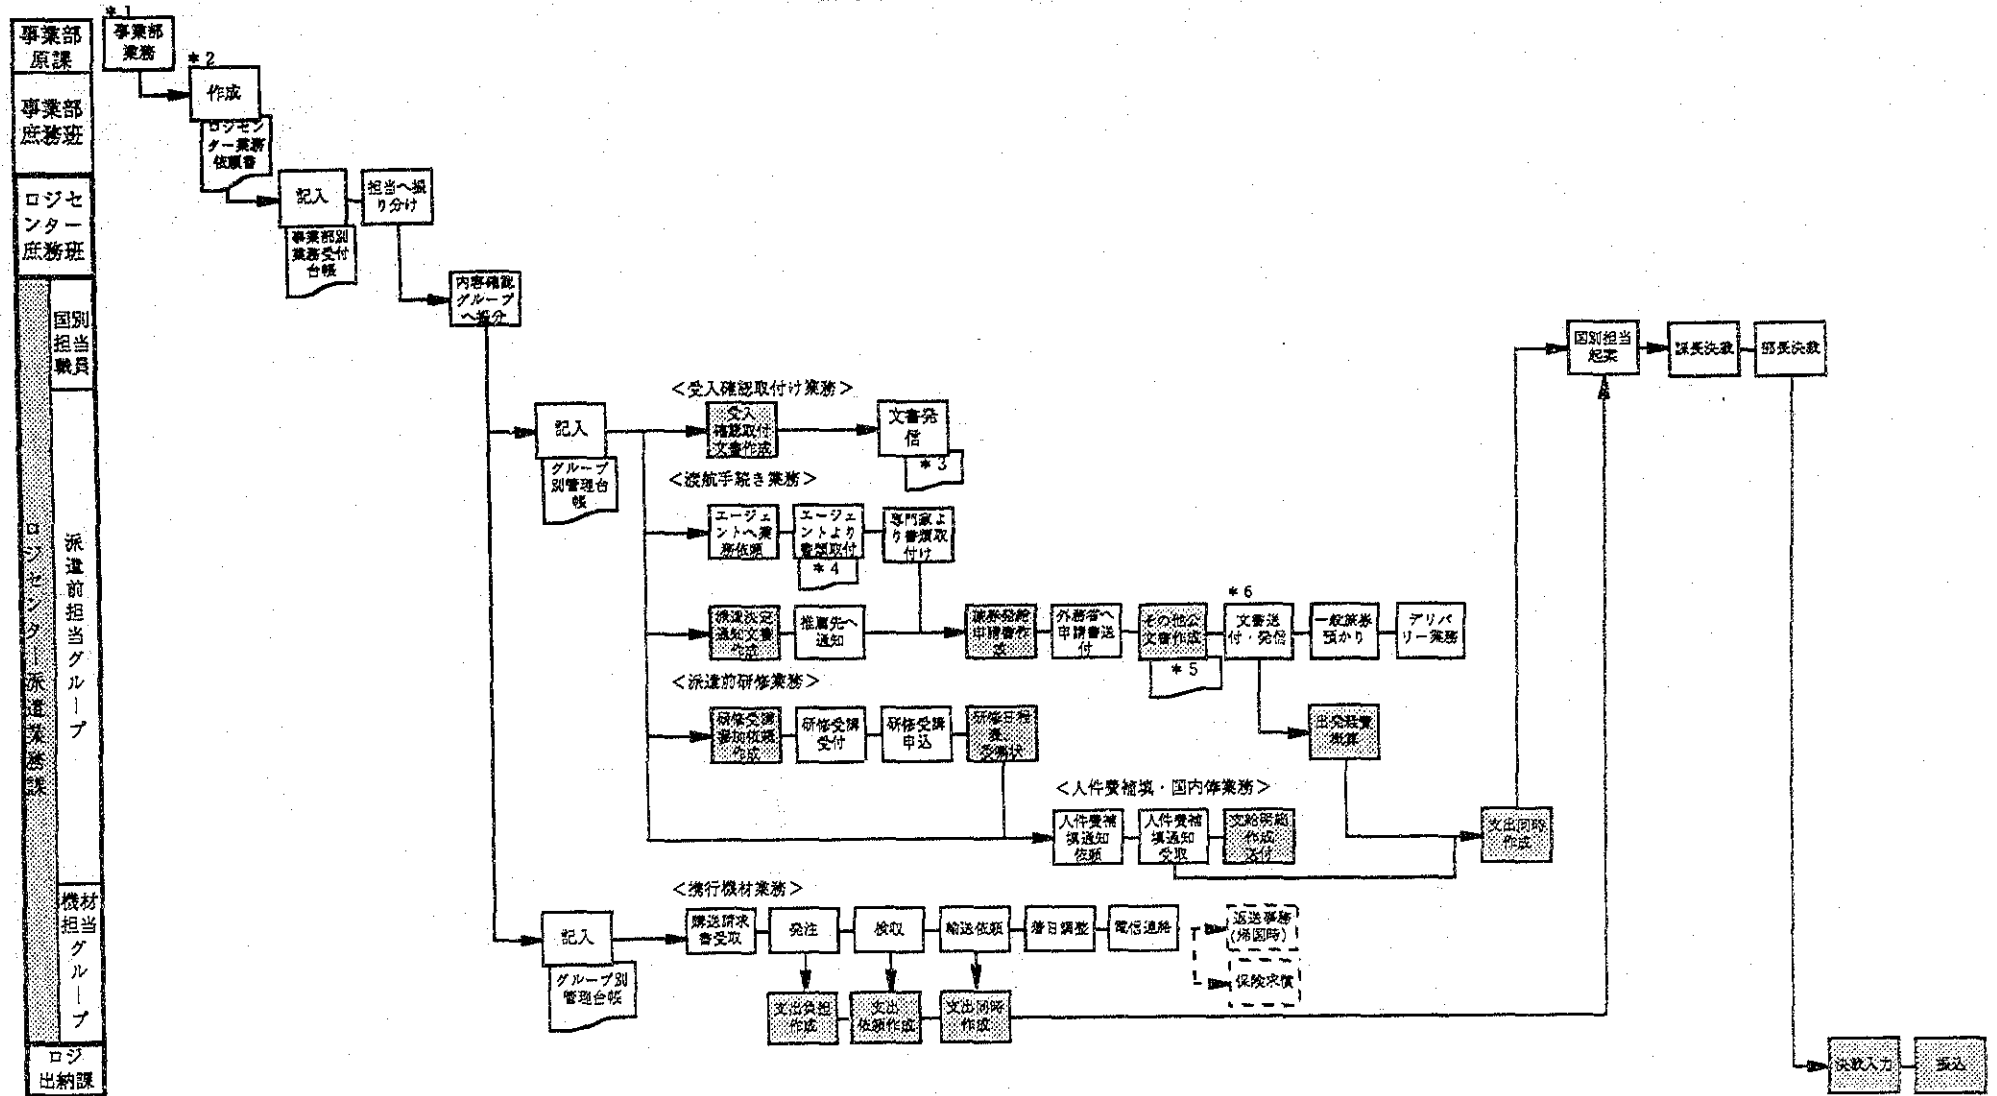 事業部
原課
事業部
庶務班
ロジセ
ンター
庶務班
国別
担当
職員
ロジセンター派遣業務課
派遣前担当グループ
機材
担当
グループ
ロジ
出納課
*1
事業部
業務
*2
作成
ロジセン
ター業務
依頼書
記入
事業部別
業務受付
台帳
担当へ振
り分け
内容確認
グループ
へ振分
記入
グループ
別管理台
帳
<受入確認取付け業務>
受入
確認取付
文書作成
文書発
信
*3
<渡航手続き業務>
エージェ
ントへ業
務依頼
エージェ
ントより
書類取付
*4
専門家よ
り書類取
付け
派遣決定
通知文書
作成
推薦先へ
通知
旅券発給
申請書作
成
外務省へ
申請書送
付
その他公
文書作成
*5
*6
文書送
付・発信
一般旅券
預かり
デリバ
リー業務
<派遣前研修業務>
研修受講
参加依頼
作成
研修受講
受付
研修受講
申込
研修日程
表
受講状
出発経費
概算
<人件費補填・国内俸業務>
人件費補
填通知
依頼
人件費補
填通知
受取
支給明細
作成
送付
支出同時
作成
国別担当
起案
課長決裁
部長決裁
<携行機材業務>
記入
グループ別
管理台帳
購送請求
書受取
発注
検収
輸送依頼
着日調整
電信連絡
返送事務
(帰国時)
保険求償
支出負担
作成
支出
依頼作成
支出同時
作成
決裁入力
振込